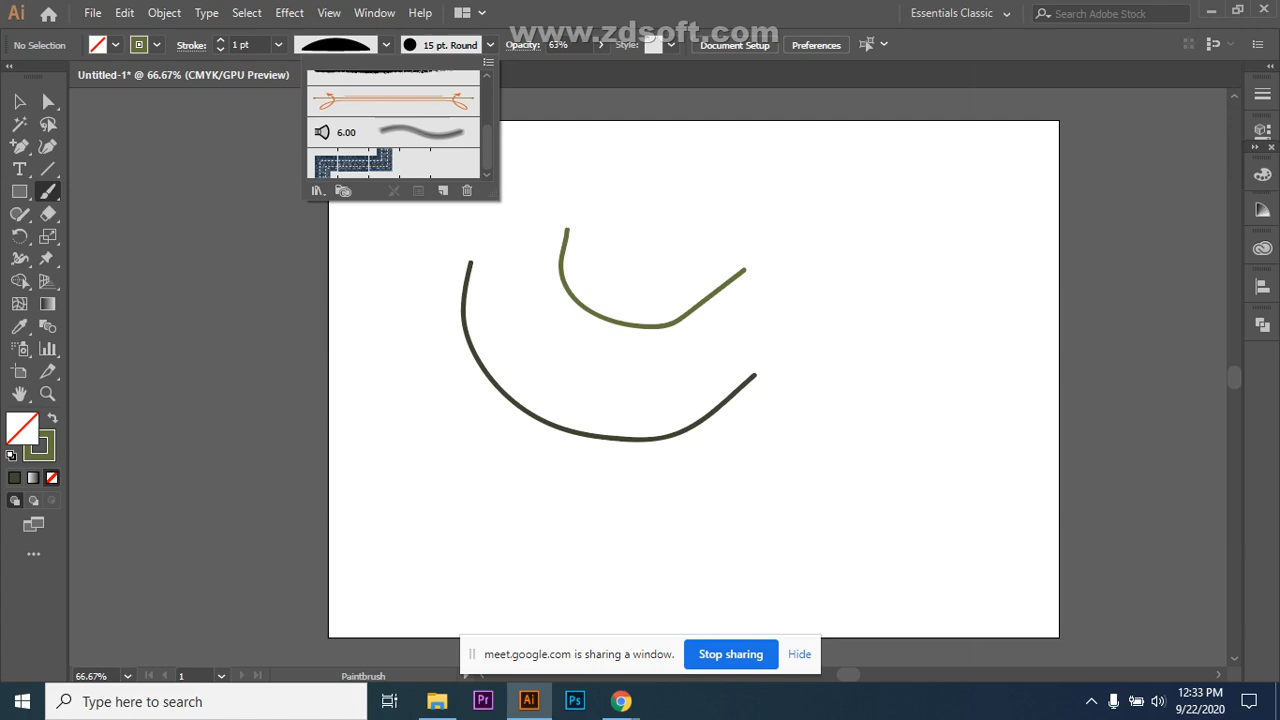 Ai File Edit Object Type Select Effect View Window Help Essentials Classic Search Adobe Stock
www.zdsoft.com
No Selection Stroke: 1 pt 15 pt. Round Opacity: 63% Style: Document Setup Preferences
Untitled-1* @ 66.67% (CMYK/GPU Preview)
6.00
meet.google.com is sharing a window. Stop sharing Hide
66.67% 1 Paintbrush
Type here to search Pr Ai Ps
12:33 PM
9/22/2020